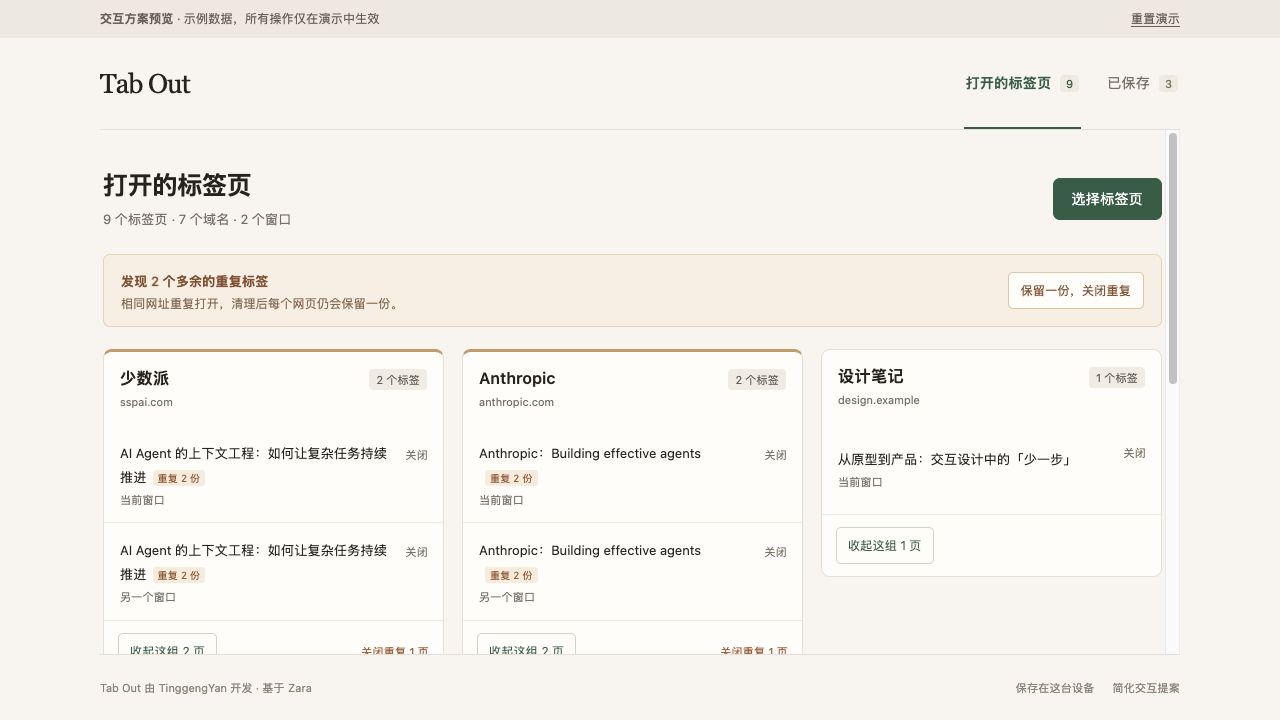 交互方案预览 · 示例数据，所有操作仅在演示中生效
重置演示
Tab Out
打开的标签页 9
已保存 3
打开的标签页
9 个标签页 · 7 个域名 · 2 个窗口
选择标签页
发现 2 个多余的重复标签
相同网址重复打开，清理后每个网页仍会保留一份。
保留一份，关闭重复
少数派
2 个标签
sspai.com
AI Agent 的上下文工程：如何让复杂任务持续
推进 重复 2 份
关闭
当前窗口
AI Agent 的上下文工程：如何让复杂任务持续
推进 重复 2 份
关闭
另一个窗口
收起这组 2 页
关闭重复 1 页
Anthropic
2 个标签
anthropic.com
Anthropic：Building effective agents
重复 2 份
关闭
当前窗口
Anthropic：Building effective agents
重复 2 份
关闭
另一个窗口
收起这组 2 页
关闭重复 1 页
设计笔记
1 个标签
design.example
从原型到产品：交互设计中的「少一步」
关闭
当前窗口
收起这组 1 页
Tab Out 由 TinggengYan 开发 · 基于 Zara
保存在这台设备
简化交互提案